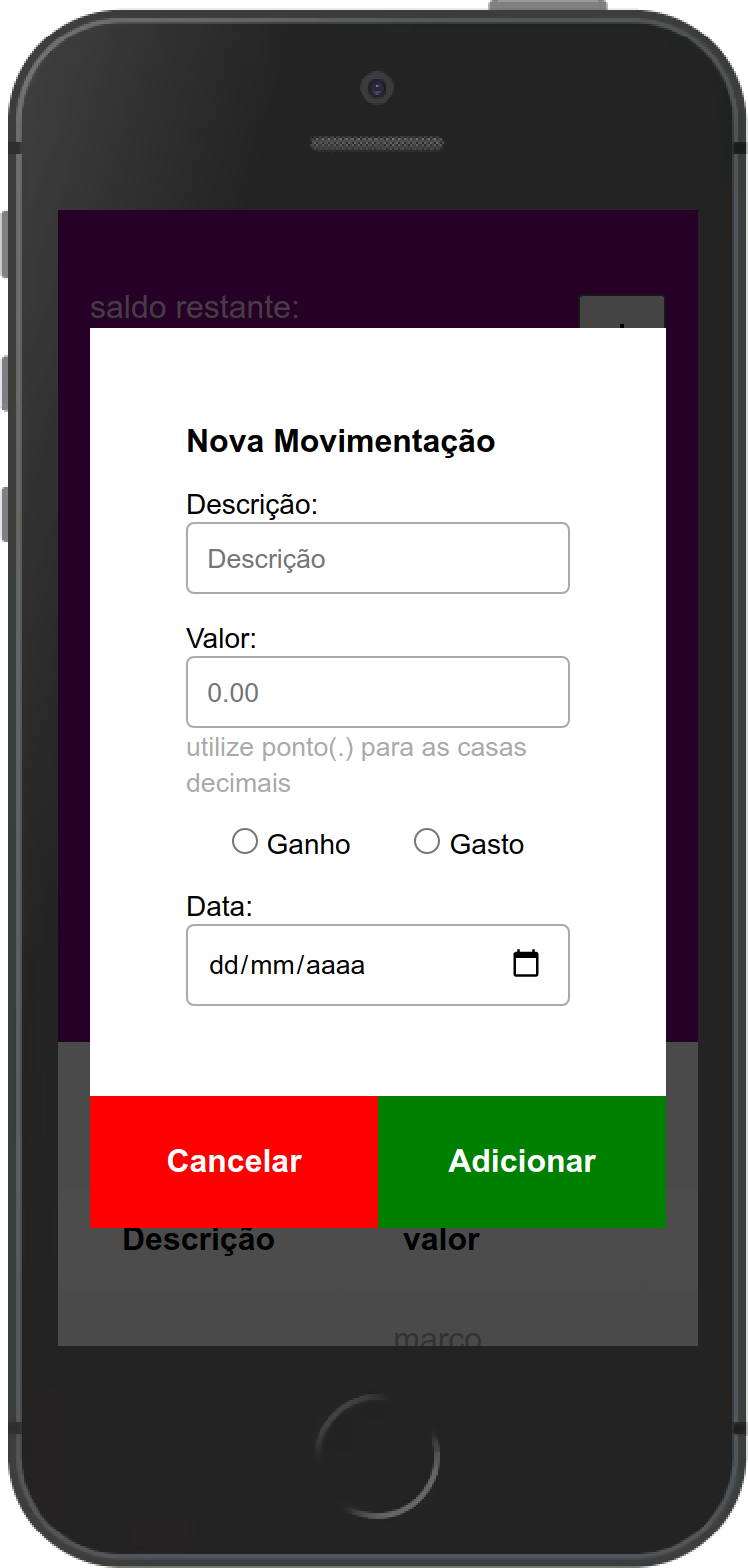 saldo restante:
Nova Movimentação
Descrição:
Descrição
Valor:
0.00
utilize ponto(.) para as casas
decimais
Ganho Gasto
Data:
dd/mm/aaaa
Cancelar Adicionar
Descrição valor
março